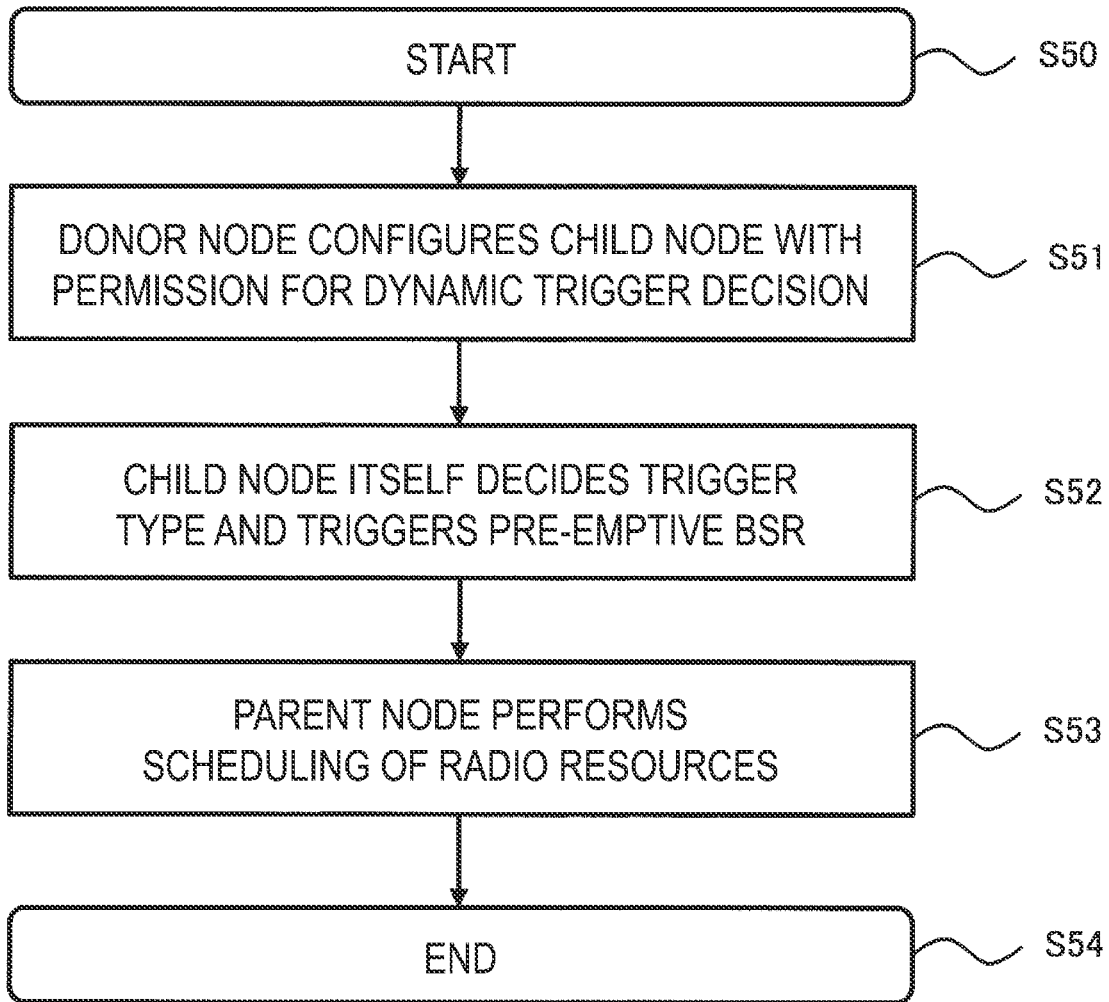 START
S50
DONOR NODE CONFIGURES CHILD NODE WITH
PERMISSION FOR DYNAMIC TRIGGER DECISION
S51
CHILD NODE ITSELF DECIDES TRIGGER
TYPE AND TRIGGERS PRE-EMPTIVE BSR
S52
PARENT NODE PERFORMS
SCHEDULING OF RADIO RESOURCES
S53
END
S54